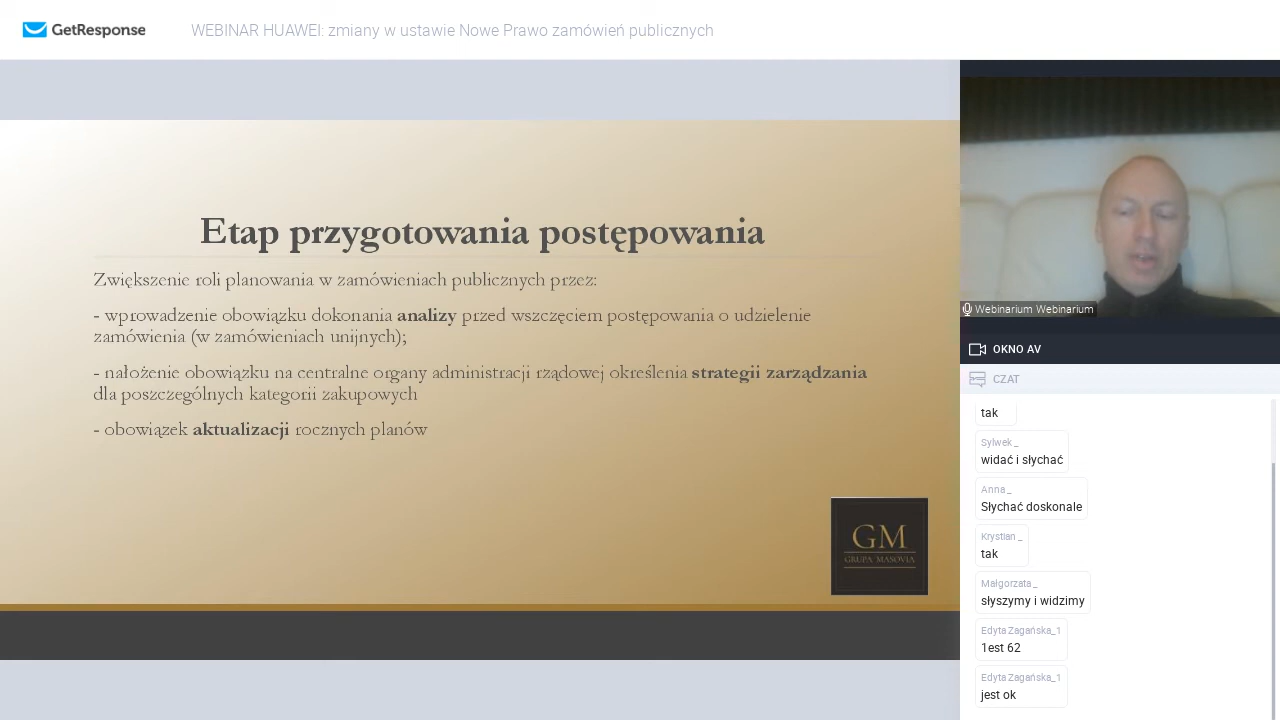 GetResponse
WEBINAR HUAWEI: zmiany w ustawie Nowe Prawo zamówień publicznych
Etap przygotowania postępowania
Zwiększenie roli planowania w zamówieniach publicznych przez:
- wprowadzenie obowiązku dokonania analizy przed wszczęciem postępowania o udzielenie
zamówienia (w zamówieniach unijnych);
- nałożenie obowiązku na centralne organy administracji rządowej określenia strategii zarządzania
dla poszczególnych kategorii zakupowych
- obowiązek aktualizacji rocznych planów
GM
GRUPA MASOVIA
Webinarium Webinarium
OKNO AV
CZAT
tak
Sylwek _
widać i słychać
Anna _
Słychać doskonale
Krystian _
tak
Małgorzata _
słyszymy i widzimy
Edyta Zagańska_1
1est 62
Edyta Zagańska_1
jest ok